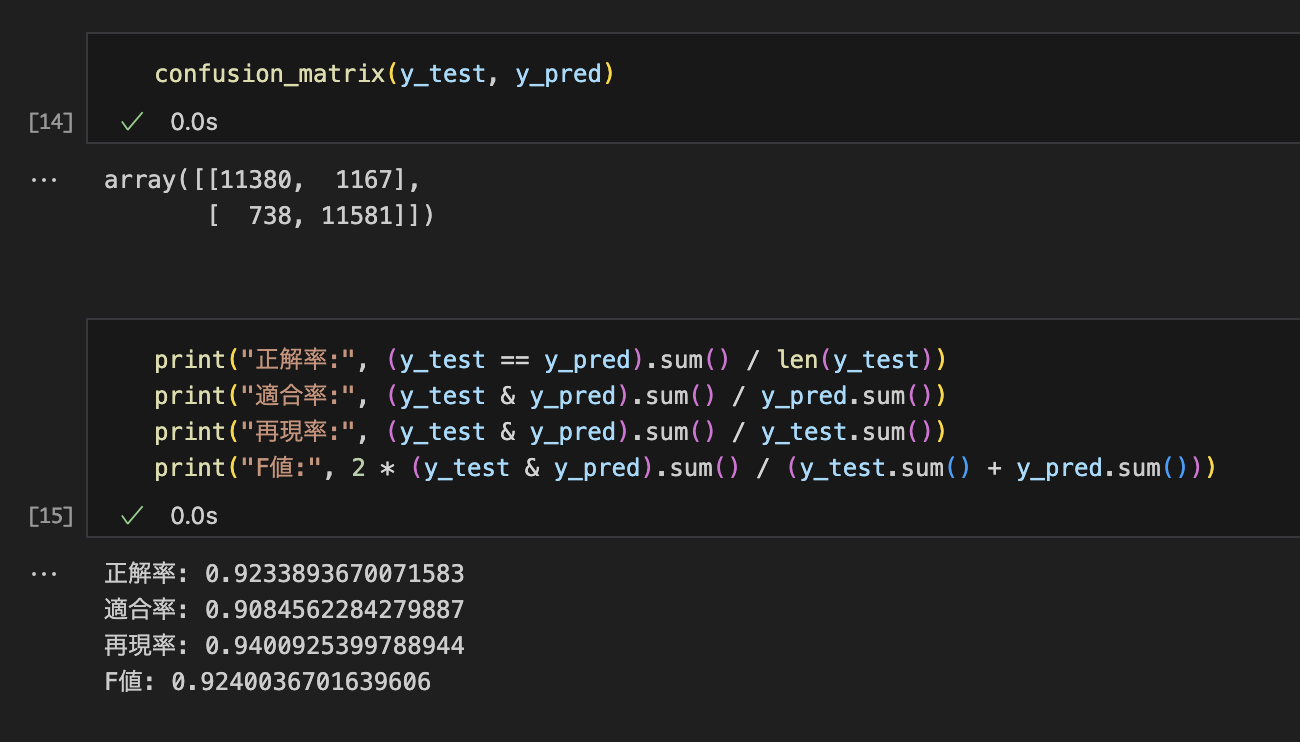 confusion_matrix(y_test, y_pred)
[14]
✓ 0.0s
... array([[11380,  1167],
       [  738, 11581]])
print("正解率:", (y_test == y_pred).sum() / len(y_test))
print("適合率:", (y_test & y_pred).sum() / y_pred.sum())
print("再現率:", (y_test & y_pred).sum() / y_test.sum())
print("F値:", 2 * (y_test & y_pred).sum() / (y_test.sum() + y_pred.sum()))
[15]
✓ 0.0s
... 正解率: 0.9233893670071583
適合率: 0.9084562284279887
再現率: 0.9400925399788944
F値: 0.9240036701639606